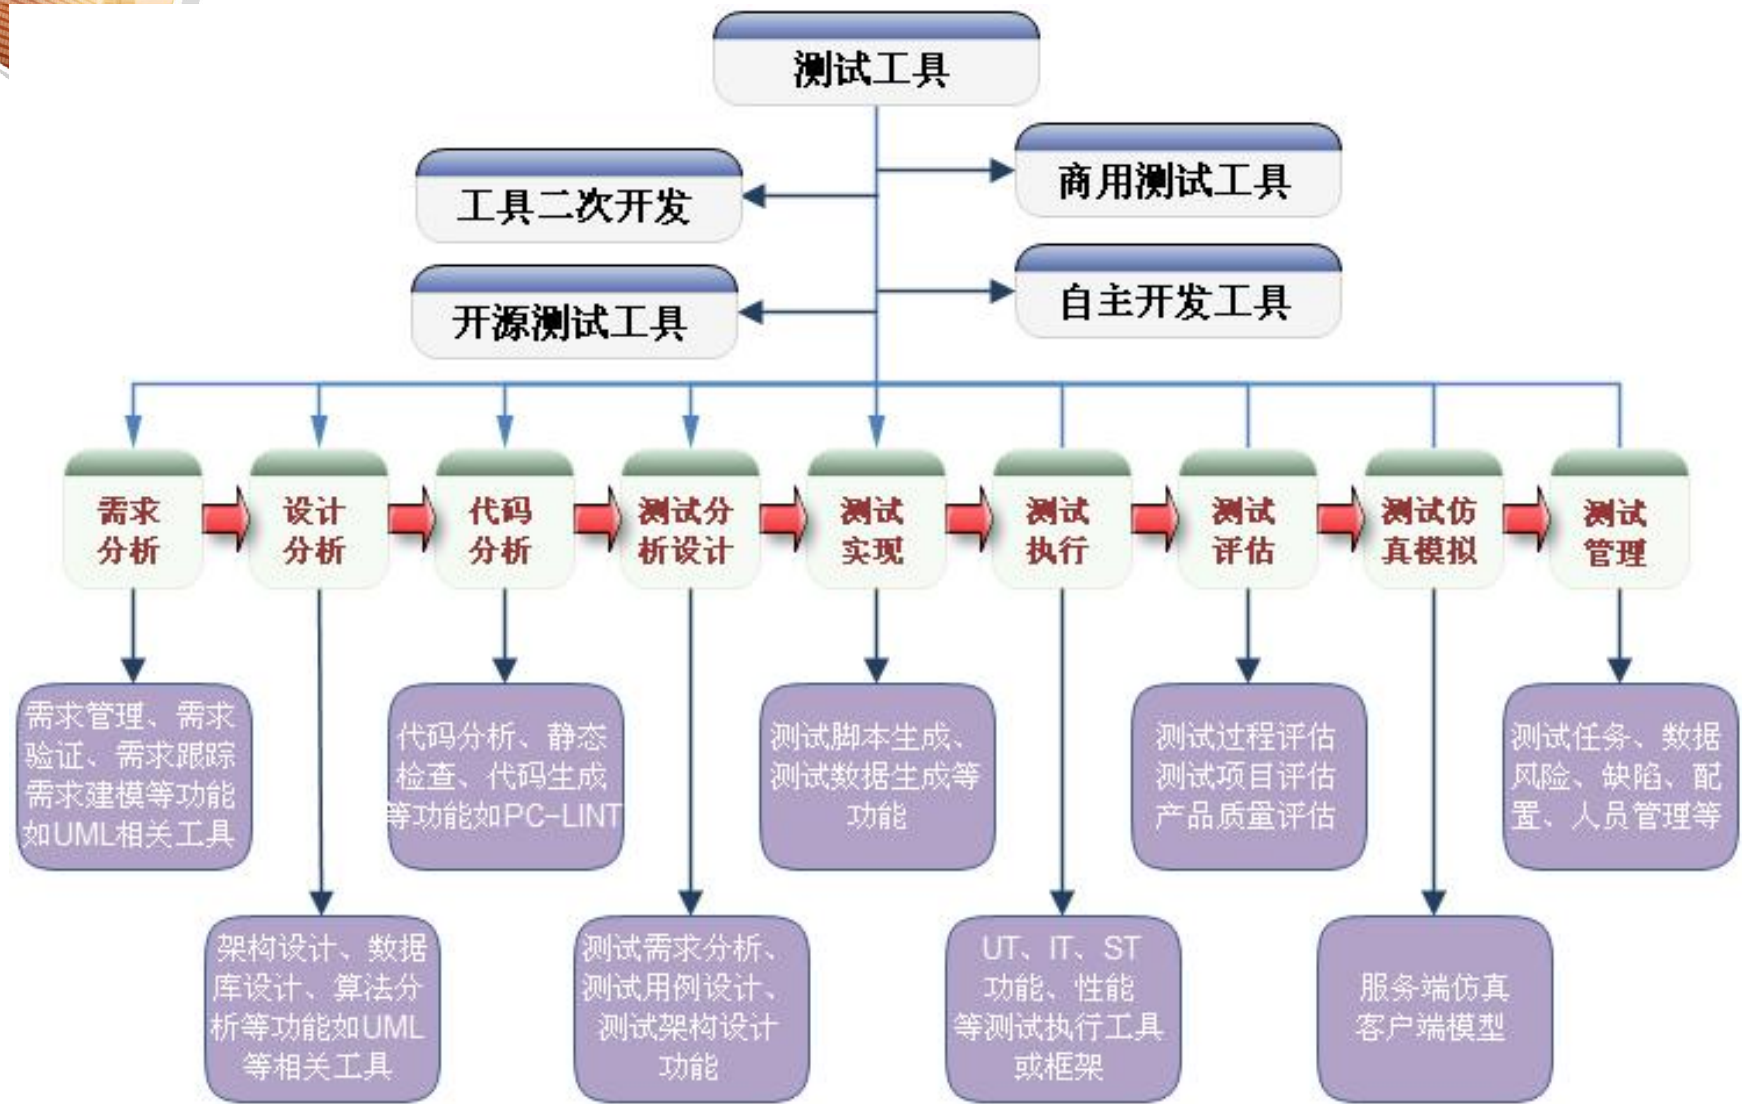 测试工具
商用测试工具
工具二次开发
自主开发工具
开源测试工具
需求
分析
设计
分析
代码
分析
测试分
析设计
测试
实现
测试
执行
测试
评估
测试仿
真模拟
测试
管理
需求管理、需求
验证、需求跟踪
需求建模等功能
如UML相关工具
代码分析、静态
检查、代码生成
等功能如PC-LINT
测试脚本生成、
测试数据生成等
功能
测试过程评估
测试项目评估
产品质量评估
测试任务、数据
风险、缺陷、配
置、人员管理等
架构设计、数据
库设计、算法分
析等功能如UML
等相关工具
测试需求分析、
测试用例设计、
测试架构设计
功能
UT、IT、ST
功能、性能
等测试执行工具
或框架
服务端仿真
客户端模型